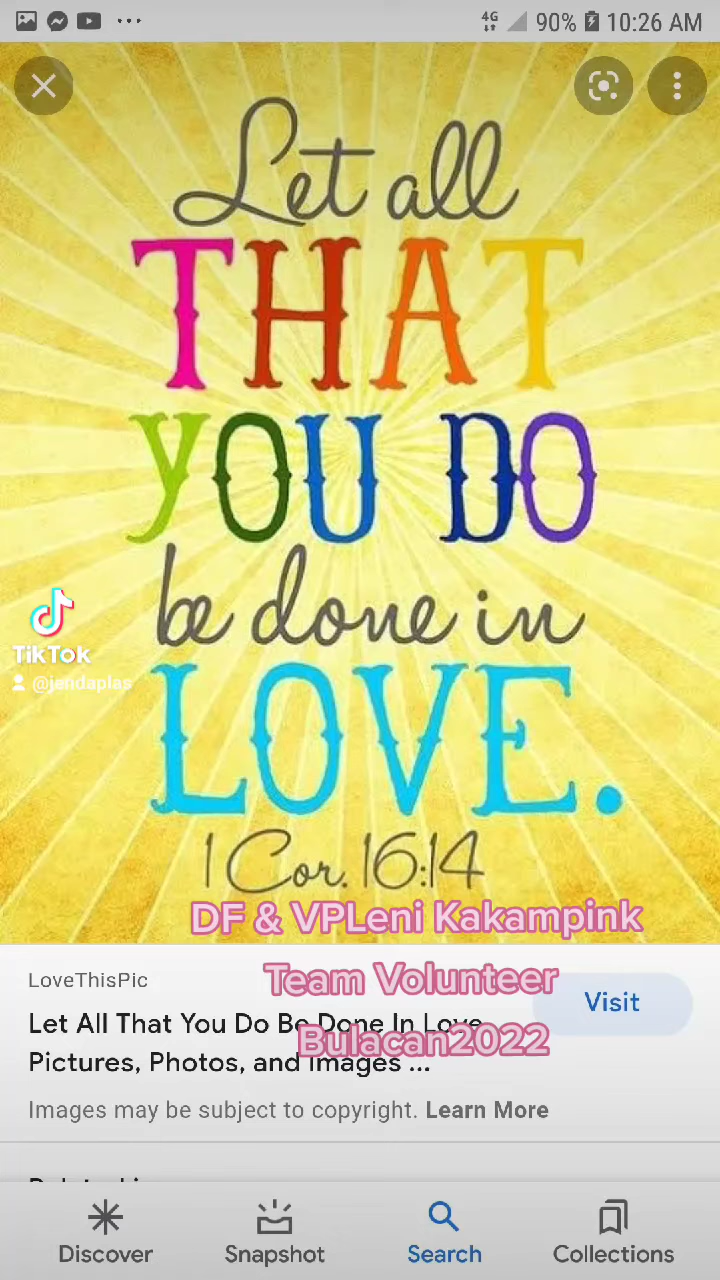 4G 90% 10:26 AM
Let all
THAT
YOU DO
be done in
LOVE.
1 Cor. 16:14
TikTok
@jendaplas
DF & VPLeni Kakampink
Team Volunteer
Bulacan2022
LoveThisPic
Visit
Let All That You Do Be Done In Love
Pictures, Photos, and Images ...
Images may be subject to copyright. Learn More
Discover Snapshot Search Collections